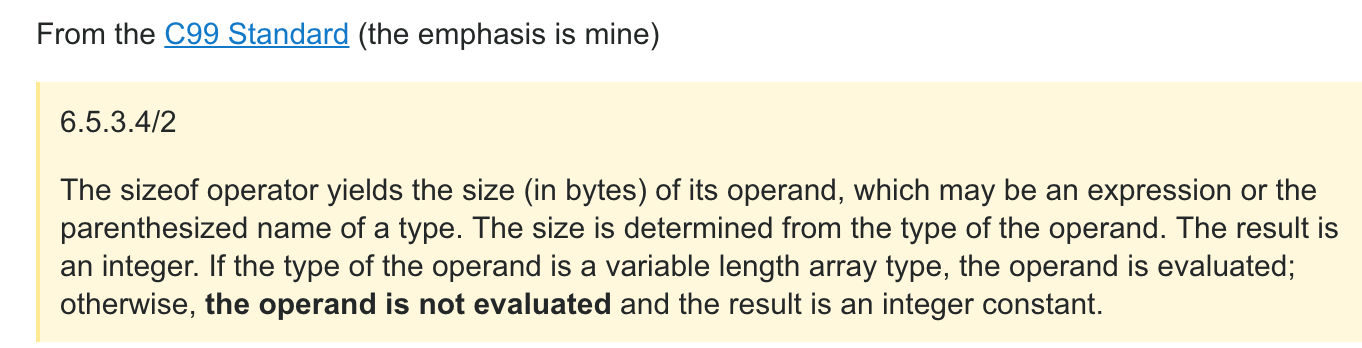 From the C99 Standard (the emphasis is mine)
6.5.3.4/2
The sizeof operator yields the size (in bytes) of its operand, which may be an expression or the
parenthesized name of a type. The size is determined from the type of the operand. The result is
an integer. If the type of the operand is a variable length array type, the operand is evaluated;
otherwise, the operand is not evaluated and the result is an integer constant.